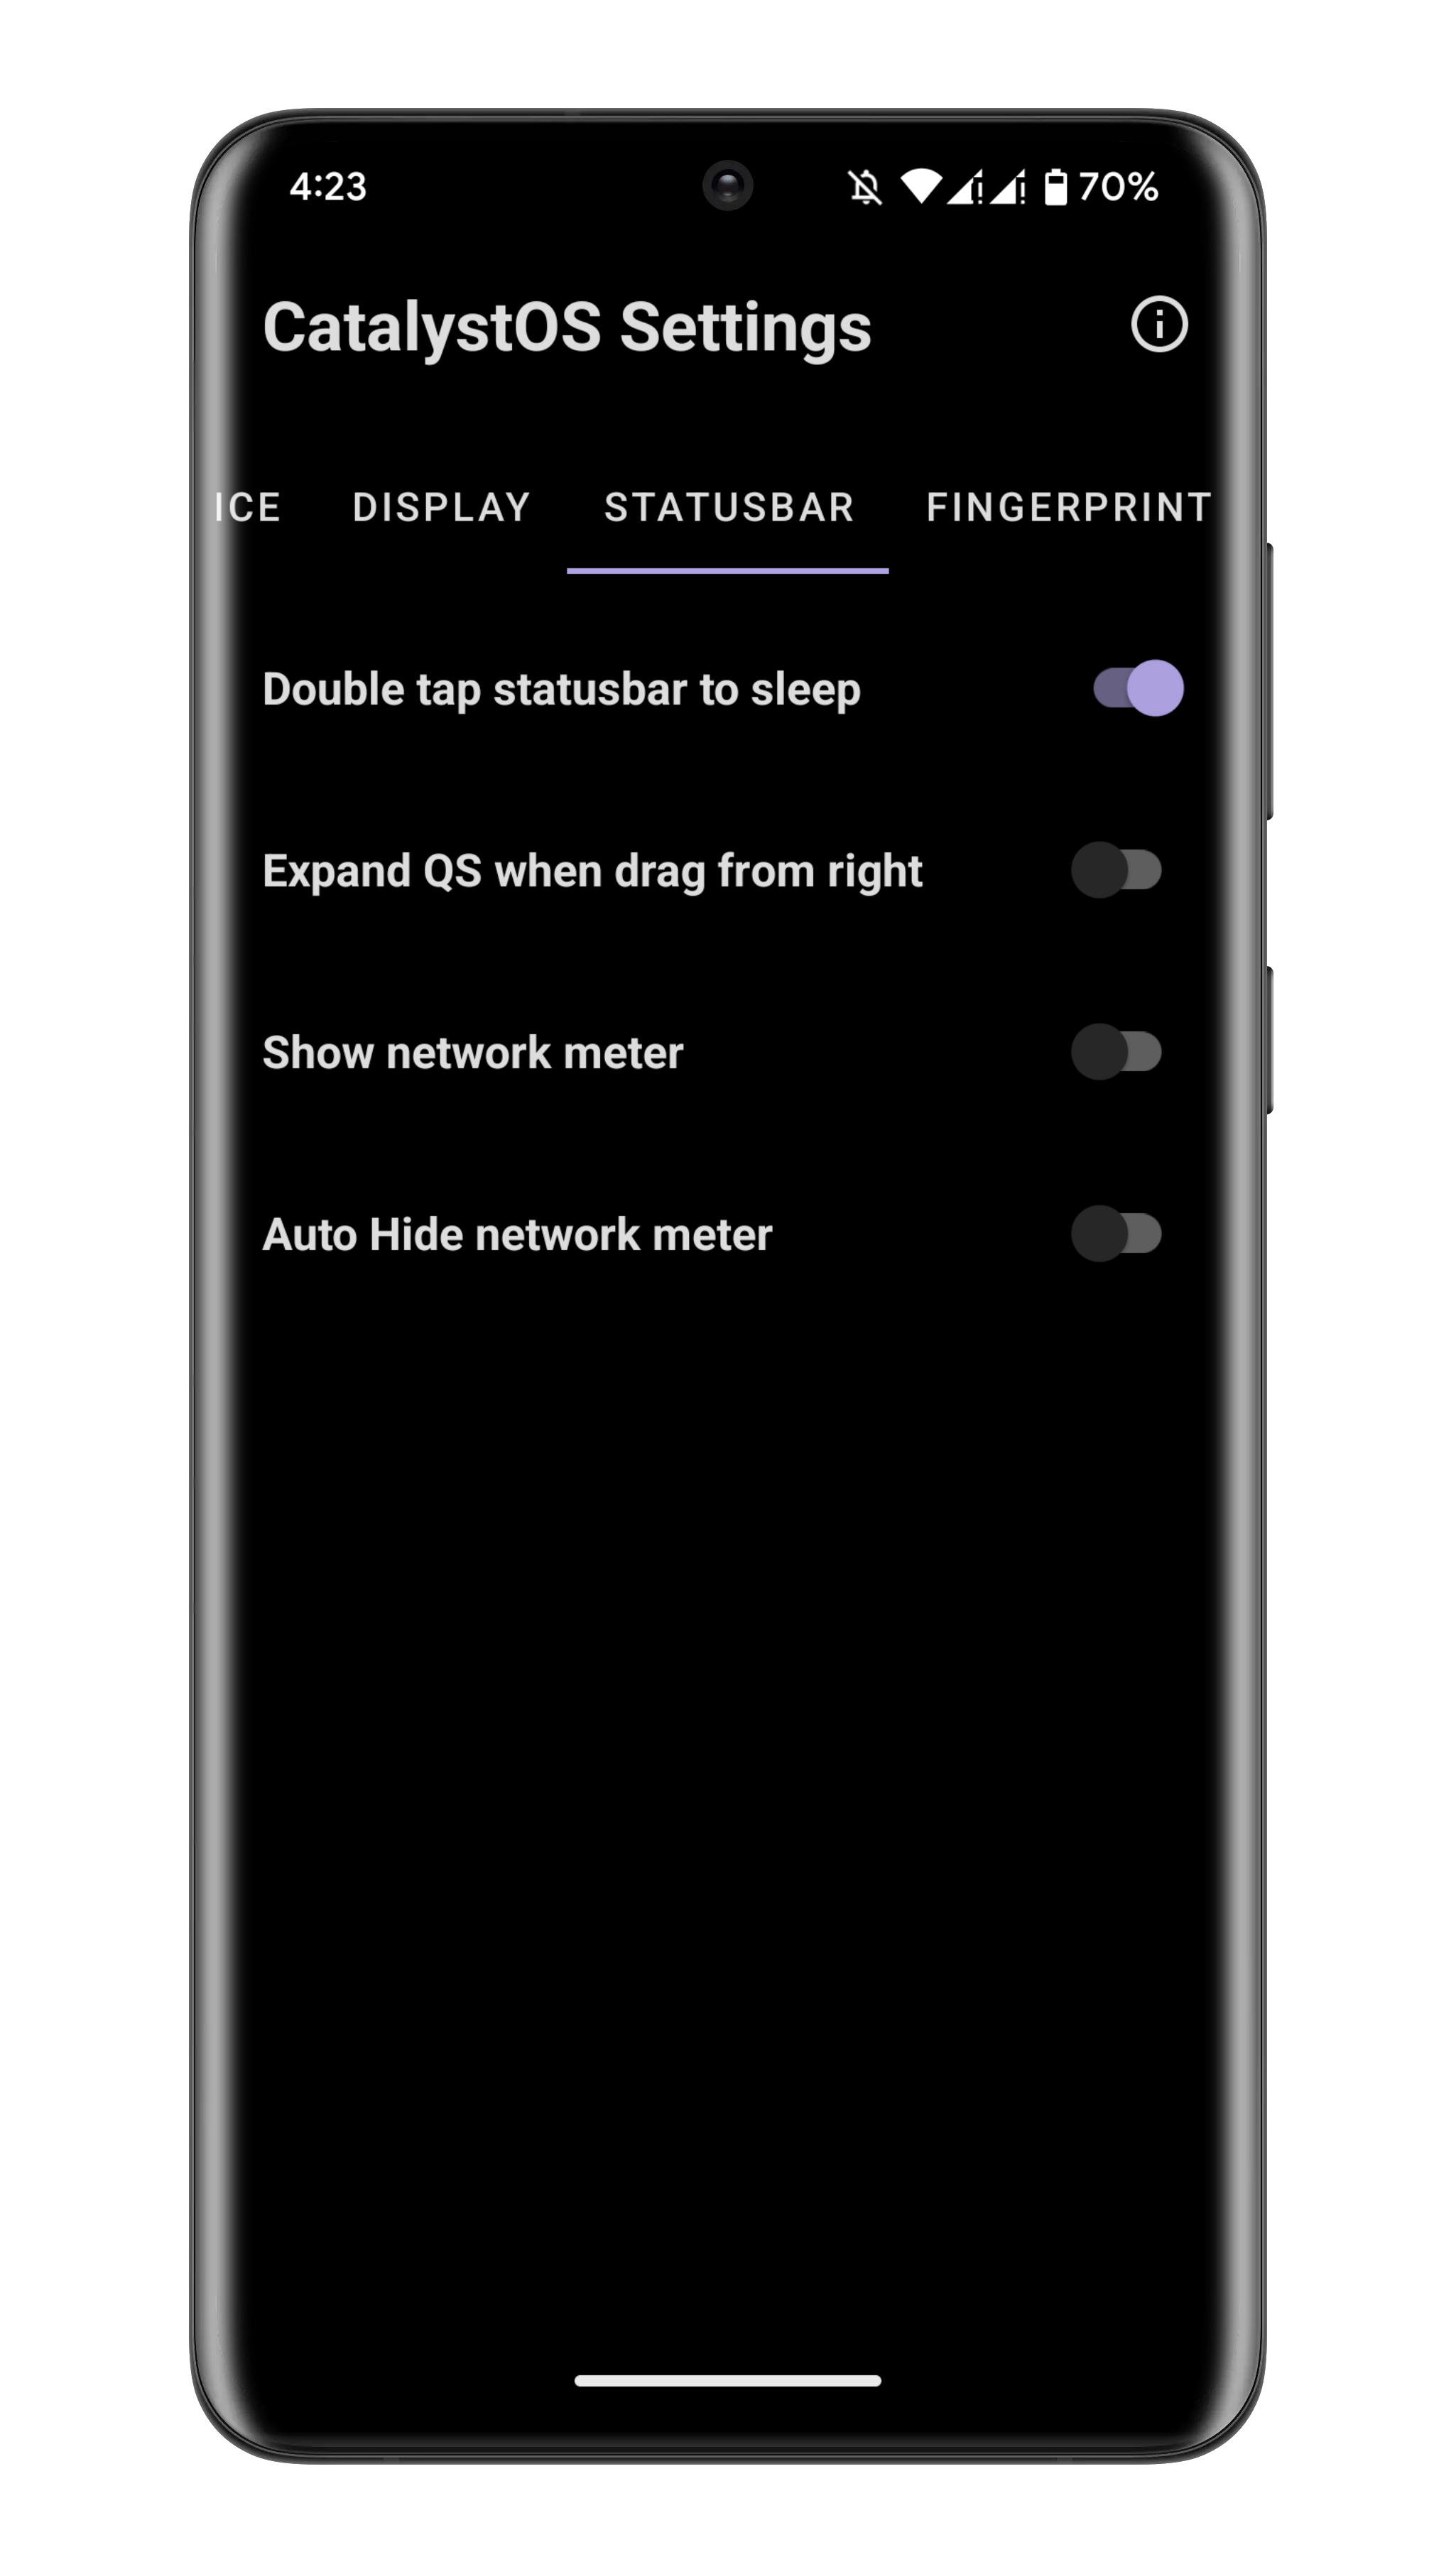 4:23 70%
CatalystOS Settings
ICE DISPLAY STATUSBAR FINGERPRINT
Double tap statusbar to sleep
Expand QS when drag from right
Show network meter
Auto Hide network meter